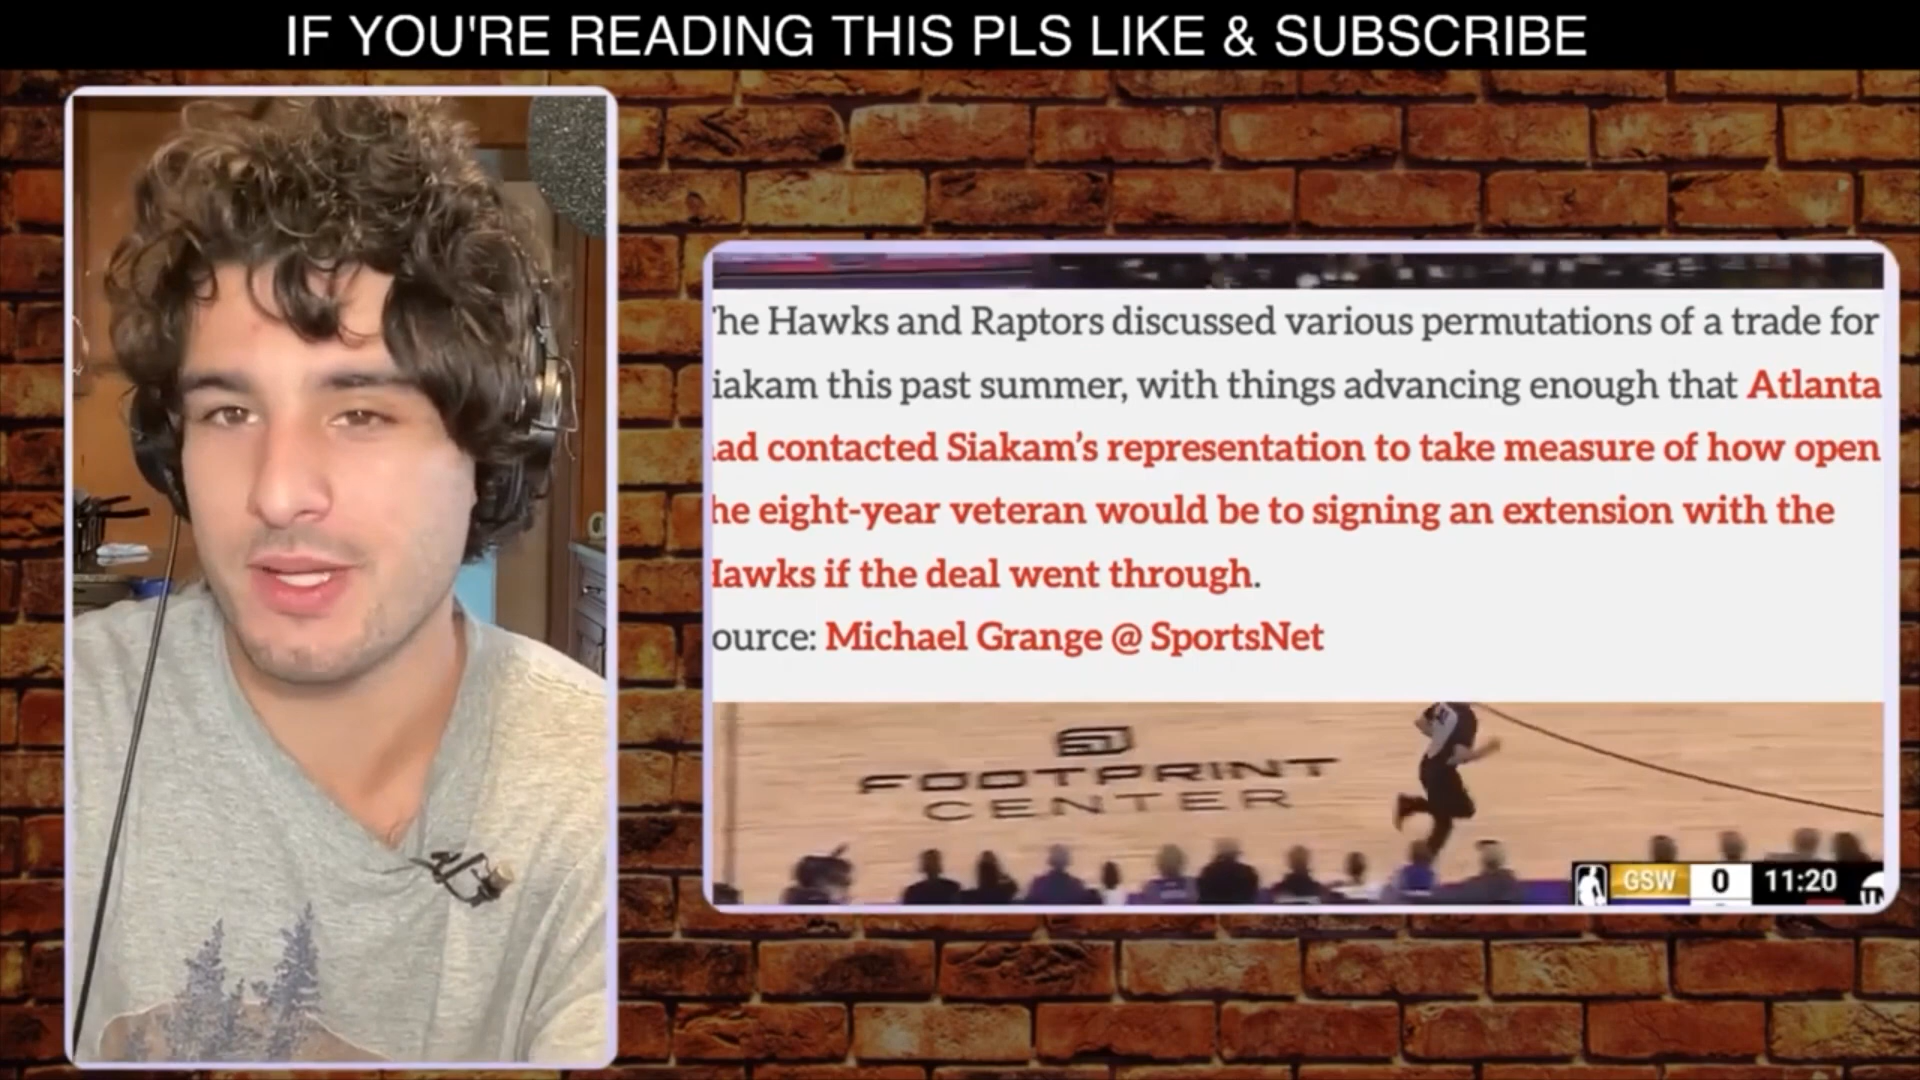 IF YOU'RE READING THIS PLS LIKE & SUBSCRIBE
he Hawks and Raptors discussed various permutations of a trade for
iakam this past summer, with things advancing enough that Atlanta
ad contacted Siakam's representation to take measure of how open
he eight-year veteran would be to signing an extension with the
Hawks if the deal went through.
ource: Michael Grange @ SportsNet
FOOTPRINT
CENTER
GSW 0 11:20